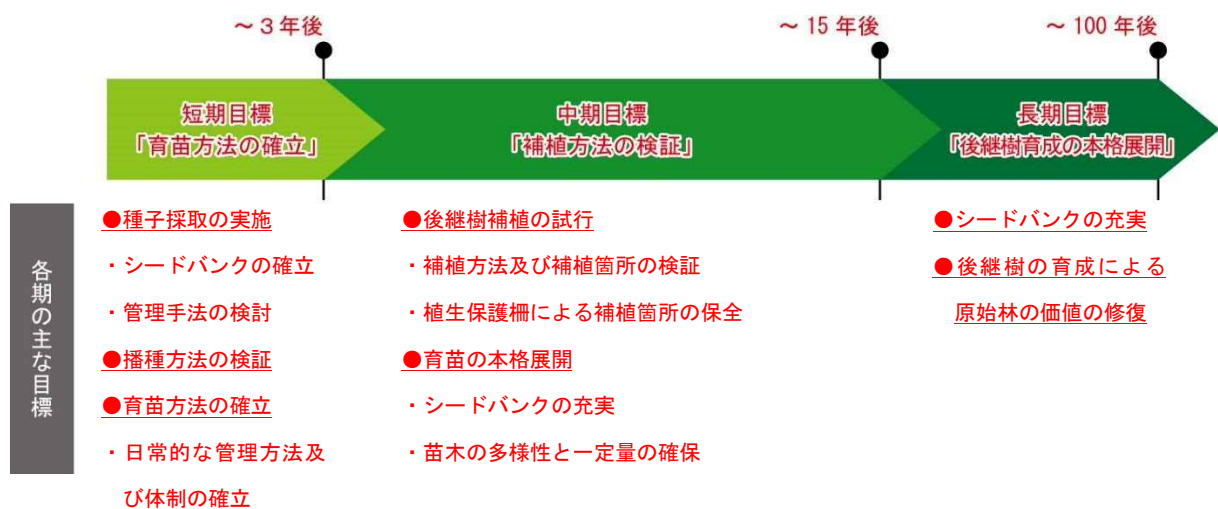 ～３年後
～ 15 年後
～ 100 年後
短期目標
「育苗方法の確立」
中期目標
「補植方法の検証」
長期目標
「後継樹育成の本格展開」
各期の主な目標
●種子採取の実施
・シードバンクの確立
・管理手法の検討
●播種方法の検証
●育苗方法の確立
・日常的な管理方法及
び体制の確立
●後継樹補植の試行
・補植方法及び補植箇所の検証
・植生保護柵による補植箇所の保全
●育苗の本格展開
・シードバンクの充実
・苗木の多様性と一定量の確保
●シードバンクの充実
●後継樹の育成による
原始林の価値の修復